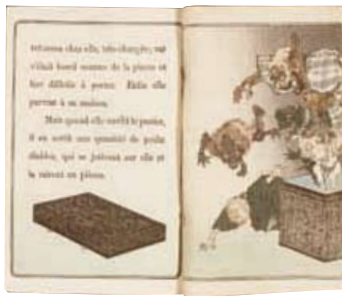 retourna chez elle, très-chargée; car
c'était lourd comme de la pierre et
fort difficile à porter. Enfin elle
parvint à sa maison.
Mais quand elle ouvrit le panier,
il en sortit une quantité de petits
diables, qui se jetèrent sur elle et
la mirent en pièces.